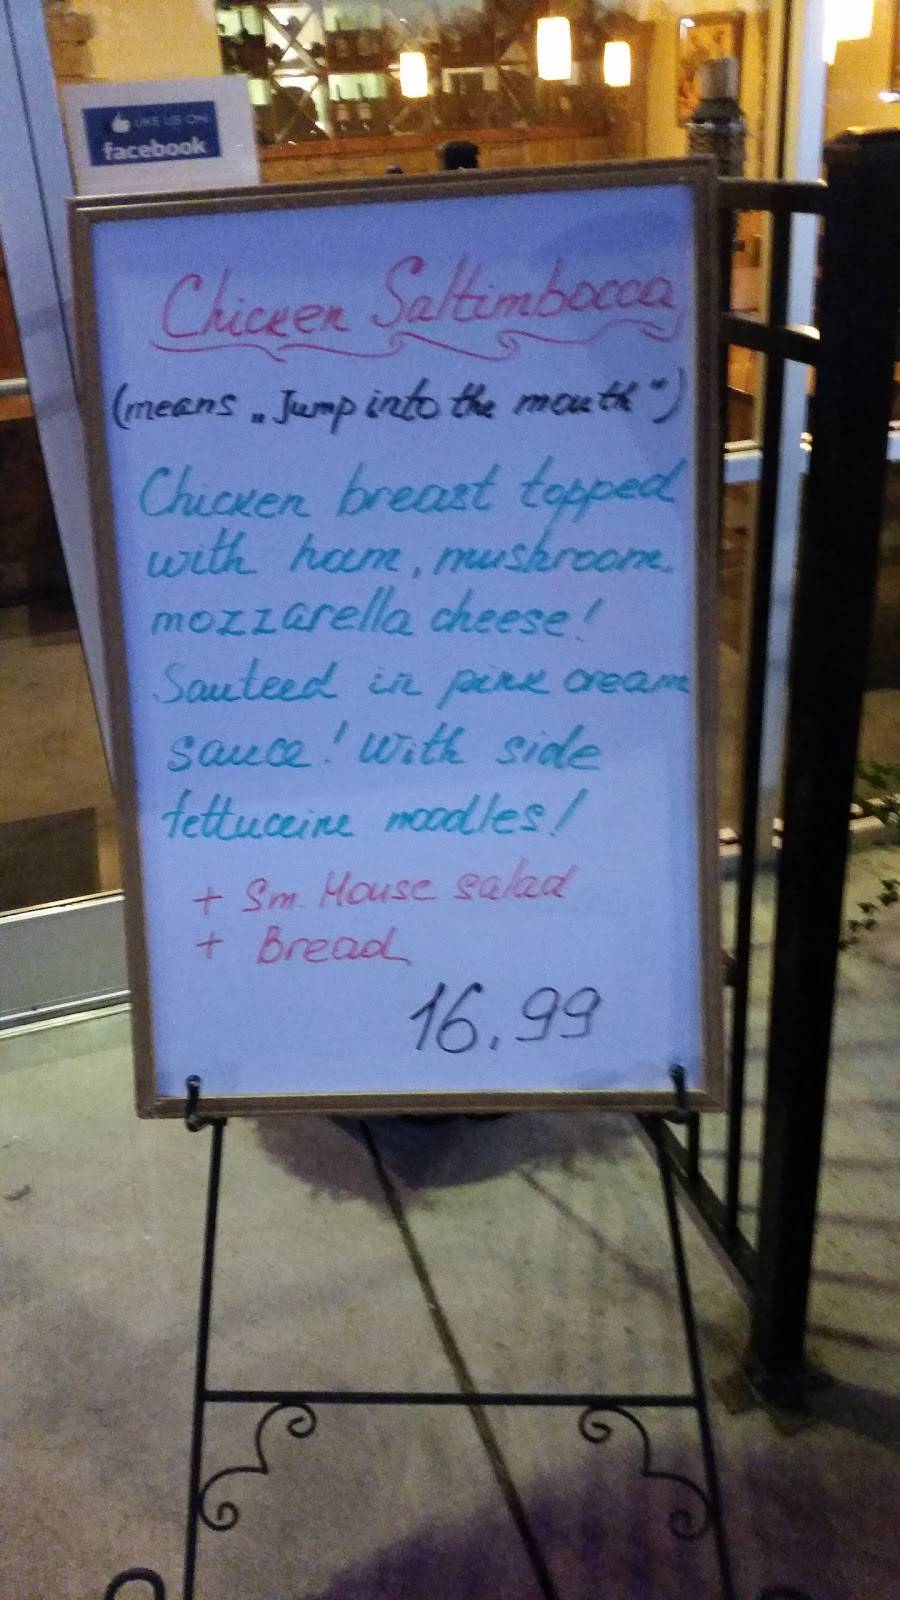 LIKE US ON
facebook
Chicken Saltimbocca
(means „Jump into the mouth")
Chicken breast topped
with ham, mushroom,
mozzarella cheese!
Sauteed in pink cream
sauce! With side
fettuccine noodles!
+ Sm. House salad
+ Bread
16.99